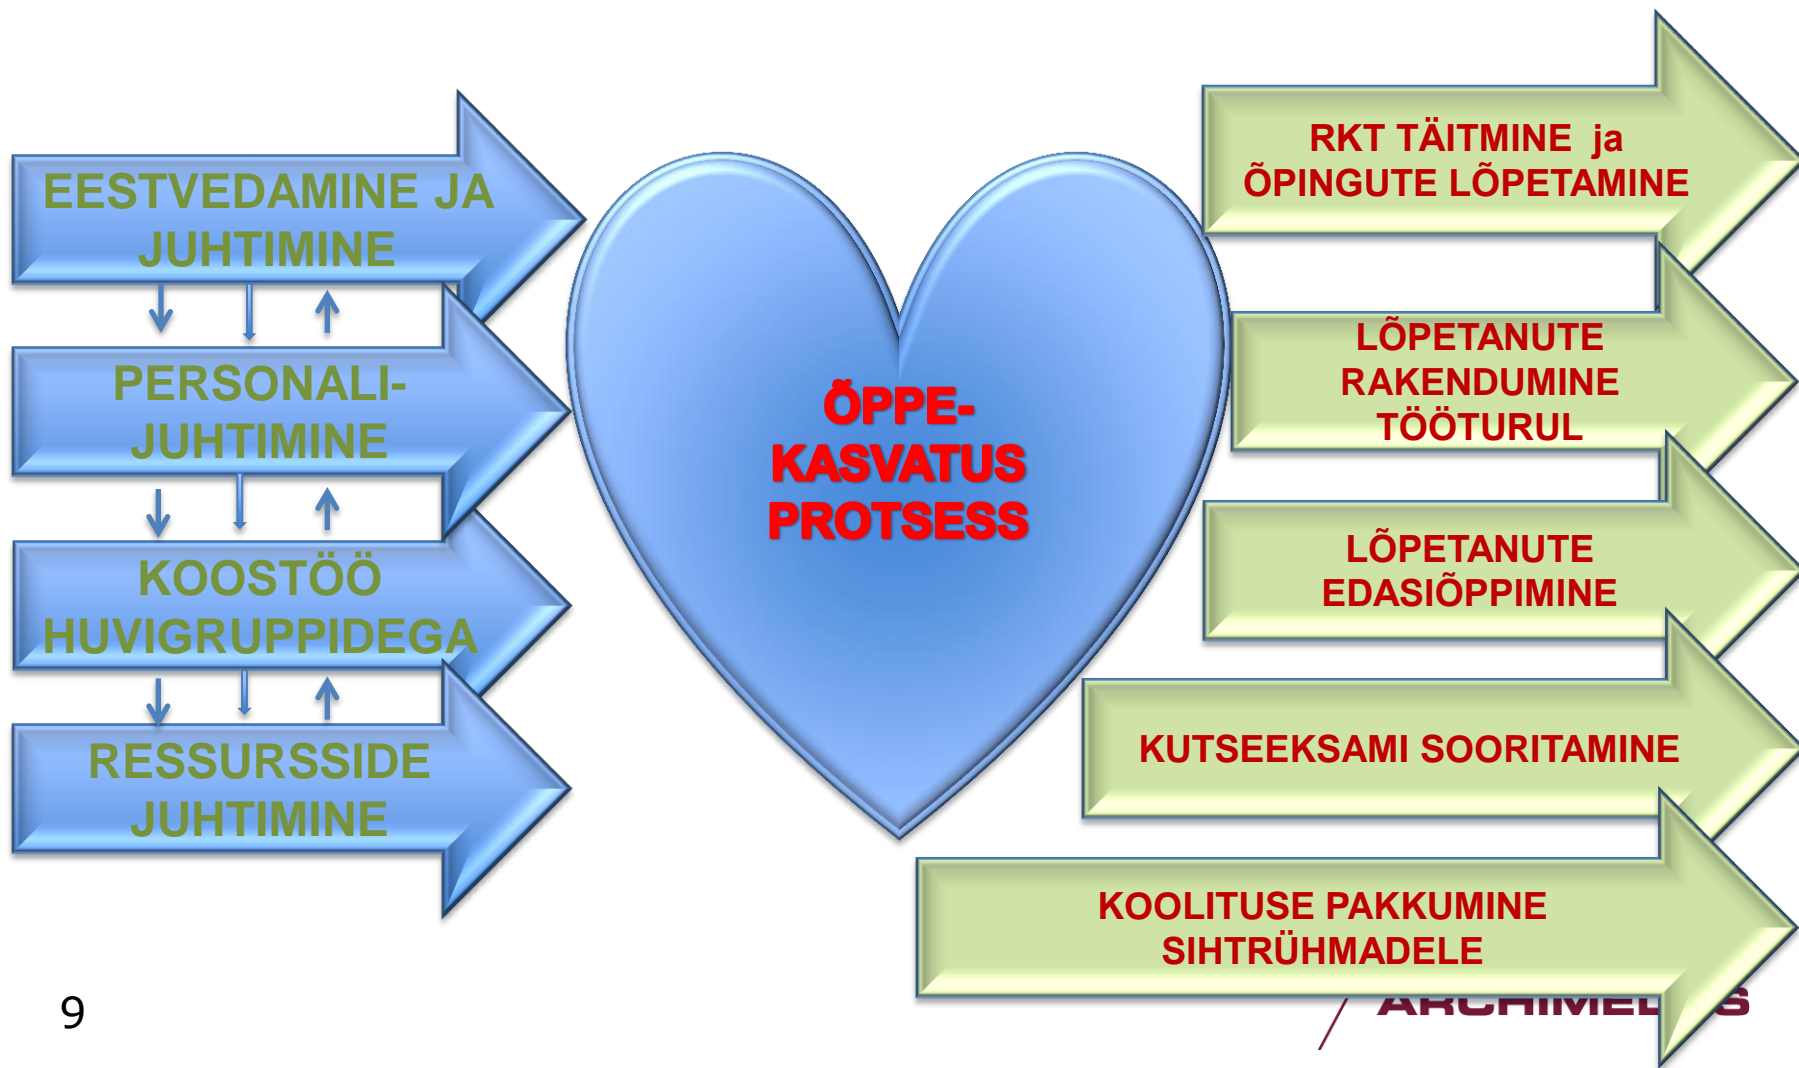 EESTVEDAMINE JA
JUHTIMINE
PERSONALI-
JUHTIMINE
KOOSTÖÖ
HUVIGRUPPIDEGA
RESSURSSIDE
JUHTIMINE
ÕPPE-
KASVATUS
PROTSESS
RKT TÄITMINE ja
ÕPINGUTE LÕPETAMINE
LÕPETANUTE
RAKENDUMINE
TÖÖTURUL
LÕPETANUTE
EDASIÕPPIMINE
KUTSEEKSAMI SOORITAMINE
KOOLITUSE PAKKUMINE
SIHTRÜHMADELE
9